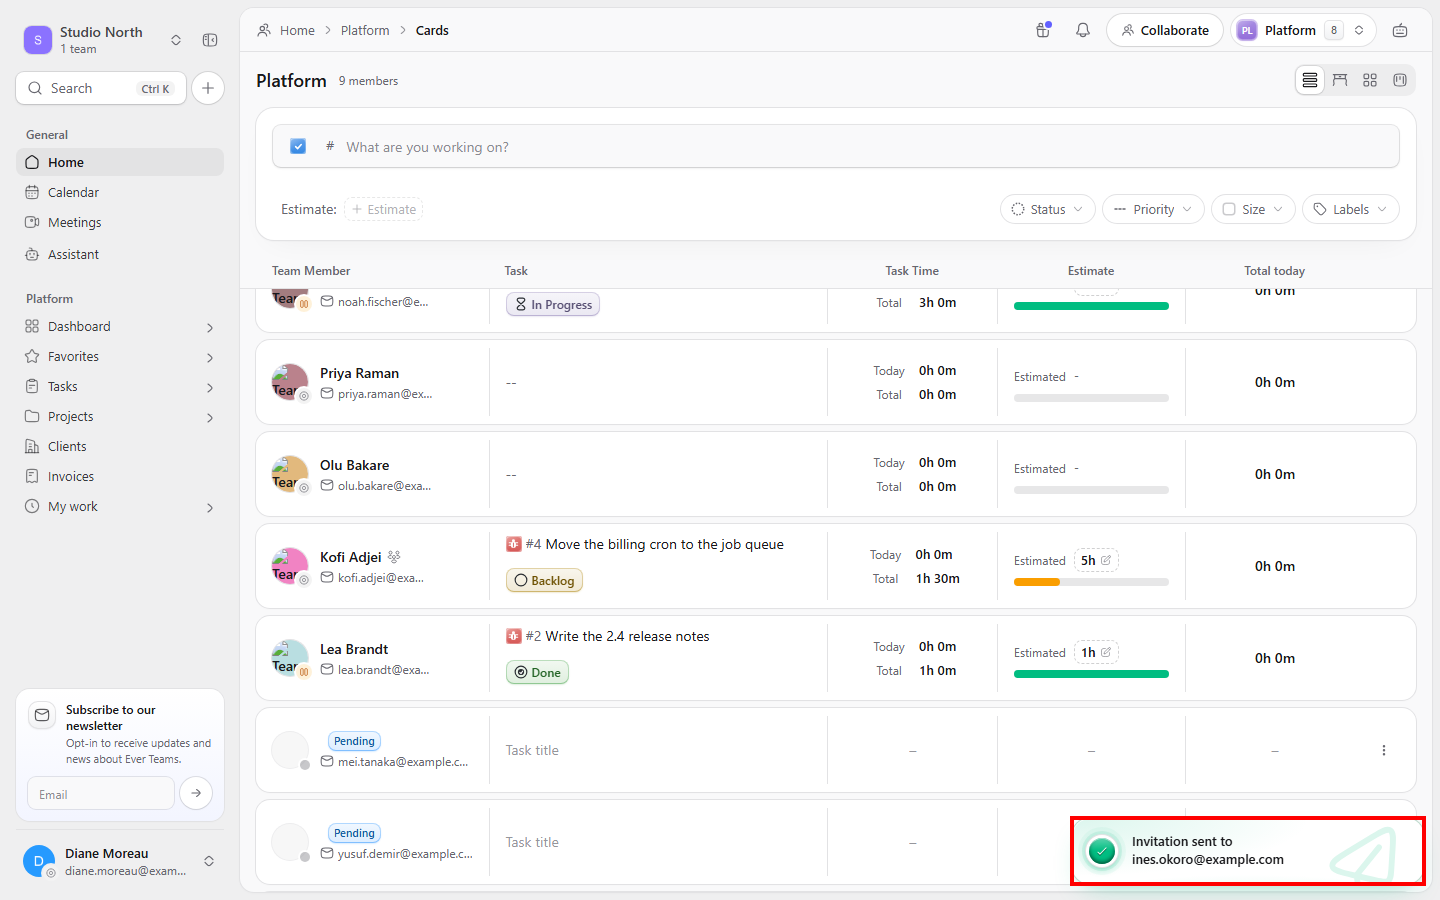 S
Studio North
1 team
Search
Ctrl K
General
Home
Calendar
Meetings
Assistant
Platform
Dashboard
Favorites
Tasks
Projects
Clients
Invoices
My work
Subscribe to our
newsletter
Opt-in to receive updates and
news about Ever Teams.
Email
D
Diane Moreau
diane.moreau@exam...
Home
Platform
Cards
Collaborate
PL
Platform
8
Platform
9 members
# What are you working on?
Estimate:
+ Estimate
Status
Priority
Size
Labels
Team Member
Task
Task Time
Estimate
Total today
noah.fischer@e...
In Progress
Total 3h 0m
0h 0m
Priya Raman
priya.raman@ex...
--
Today 0h 0m
Total 0h 0m
Estimated -
0h 0m
Olu Bakare
olu.bakare@exa...
--
Today 0h 0m
Total 0h 0m
Estimated -
0h 0m
Kofi Adjei
kofi.adjei@exa...
#4 Move the billing cron to the job queue
Backlog
Today 0h 0m
Total 1h 30m
Estimated 5h
0h 0m
Lea Brandt
lea.brandt@exa...
#2 Write the 2.4 release notes
Done
Today 0h 0m
Total 1h 0m
Estimated 1h
0h 0m
Pending
mei.tanaka@example.c...
Task title
–
–
–
Pending
yusuf.demir@example.c...
Task title
–
Invitation sent to
ines.okoro@example.com